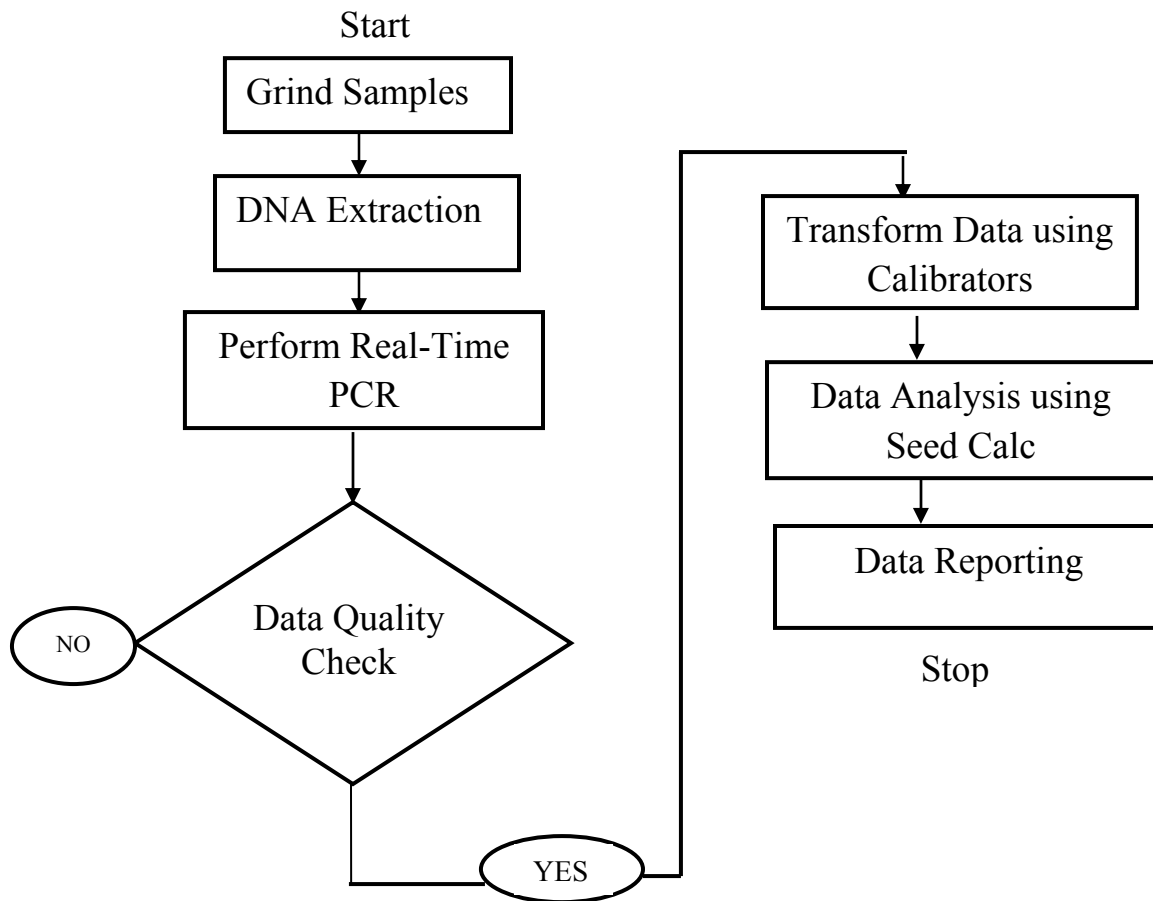 Start
Grind Samples
DNA Extraction
Perform Real-Time
PCR
Data Quality
Check
NO
YES
Transform Data using
Calibrators
Data Analysis using
Seed Calc
Data Reporting
Stop